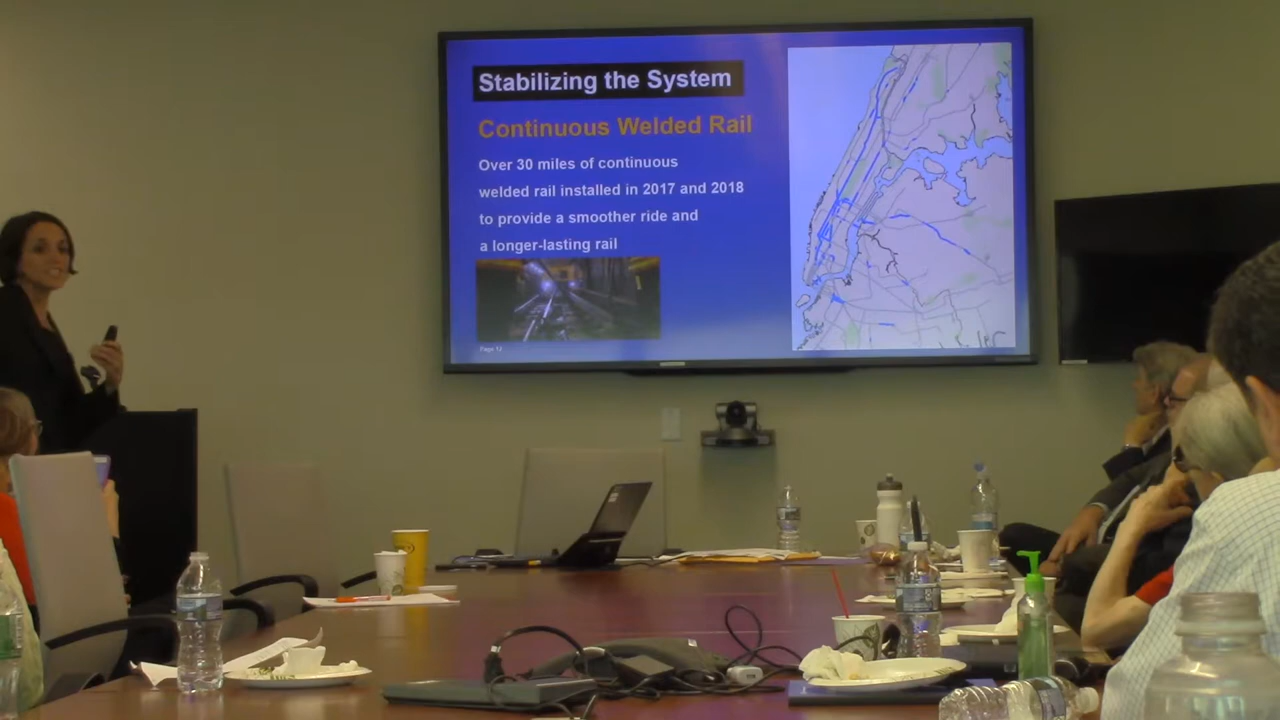 Stabilizing the System
Continuous Welded Rail
Over 30 miles of continuous
welded rail installed in 2017 and 2018
to provide a smoother ride and
a longer-lasting rail